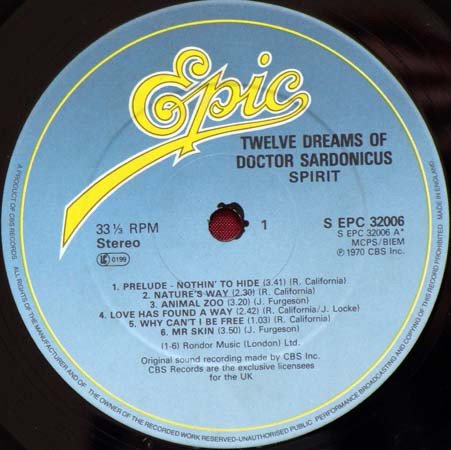 Epic
TWELVE DREAMS OF
DOCTOR SARDONICUS
SPIRIT
33⅓ RPM
Stereo
LC 0199
1
S EPC 32006
S EPC 32006 A*
MCPS/BIEM
℗ 1970 CBS Inc.
1. PRELUDE - NOTHIN' TO HIDE (3.41) (R. California)
2. NATURE'S WAY (2.30) (R. California)
3. ANIMAL ZOO (3.20) (J. Furgeson)
4. LOVE HAS FOUND A WAY (2.42) (R. California/J. Locke)
5. WHY CAN'T I BE FREE (1.03) (R. California)
6. MR SKIN (3.50) (J. Furgeson)
(1-6) Rondor Music (London) Ltd.
Original sound recording made by CBS Inc.
CBS Records are the exclusive licensees
for the UK
A PRODUCT OF CBS RECORDS. ALL RIGHTS OF THE MANUFACTURER AND OF THE OWNER OF THE RECORDED WORK RESERVED-UNAUTHORISED PUBLIC PERFORMANCE BROADCASTING AND COPYING OF THIS RECORD PROHIBITED MADE IN ENGLAND